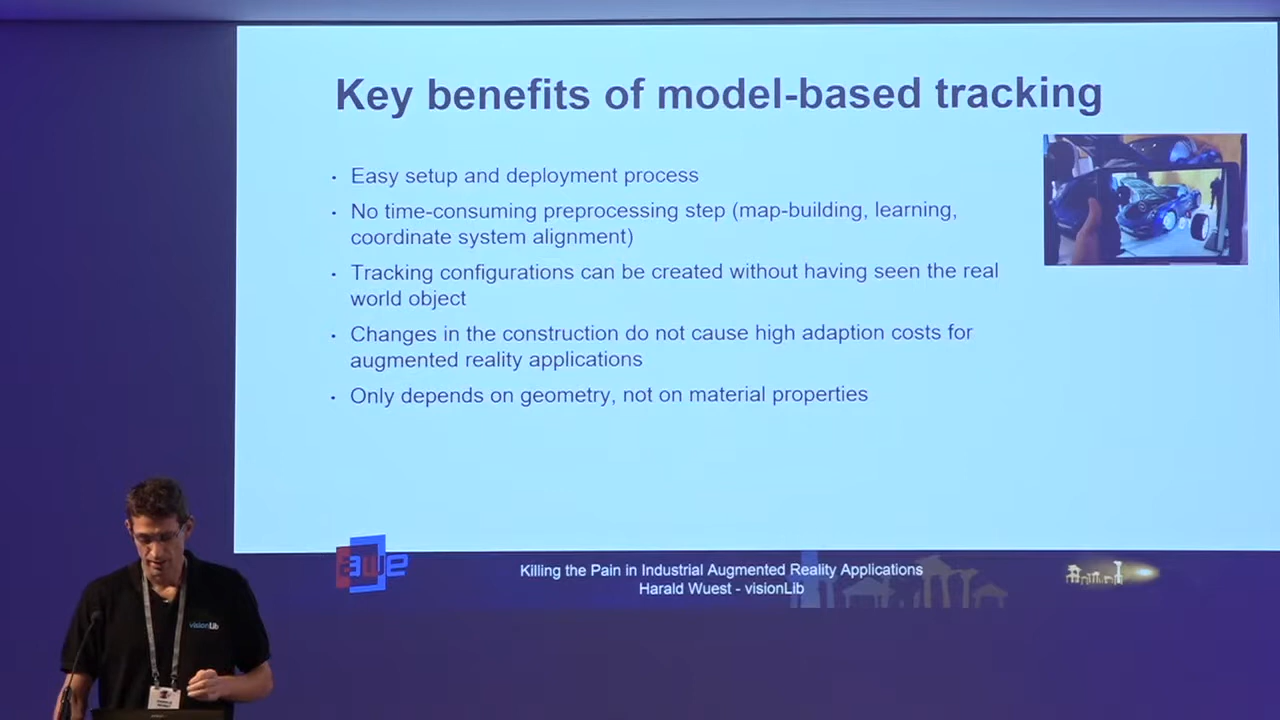 Key benefits of model-based tracking
· Easy setup and deployment process
· No time-consuming preprocessing step (map-building, learning,
coordinate system alignment)
· Tracking configurations can be created without having seen the real
world object
· Changes in the construction do not cause high adaption costs for
augmented reality applications
· Only depends on geometry, not on material properties
awe
Killing the Pain in Industrial Augmented Reality Applications
Harald Wuest - visionLib
visionLib